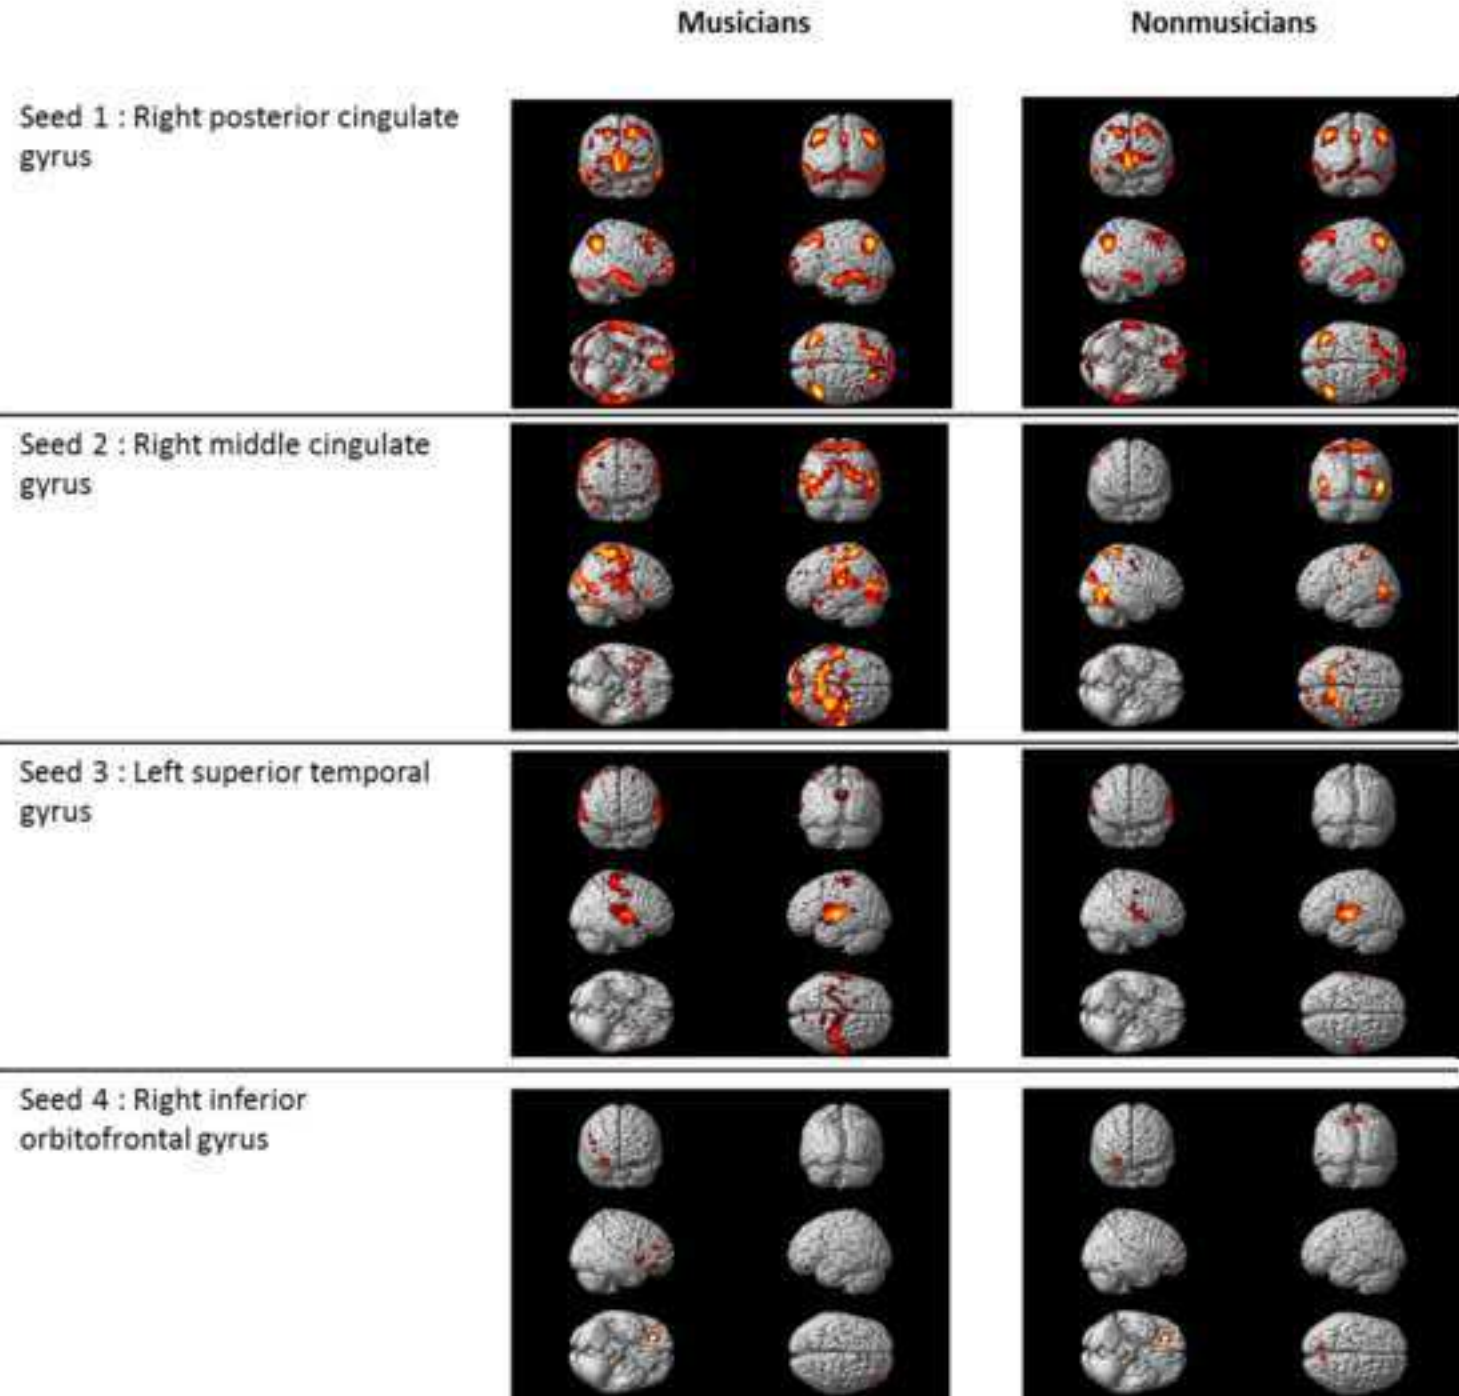 Musicians
Nonmusicians
Seed 1 : Right posterior cingulate
gyrus
Seed 2 : Right middle cingulate
gyrus
Seed 3 : Left superior temporal
gyrus
Seed 4 : Right inferior
orbitofrontal gyrus